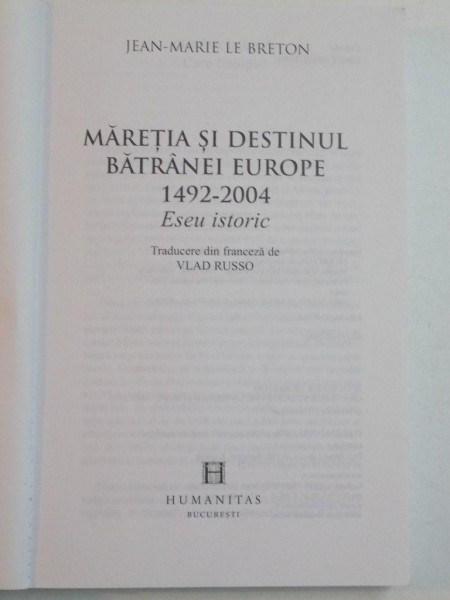 JEAN-MARIE LE BRETON
MĂREȚIA ȘI DESTINUL
BĂTRÂNEI EUROPE
1492-2004
Eseu istoric
Traducere din franceză de
VLAD RUSSO
H
HUMANITAS
BUCUREȘTI